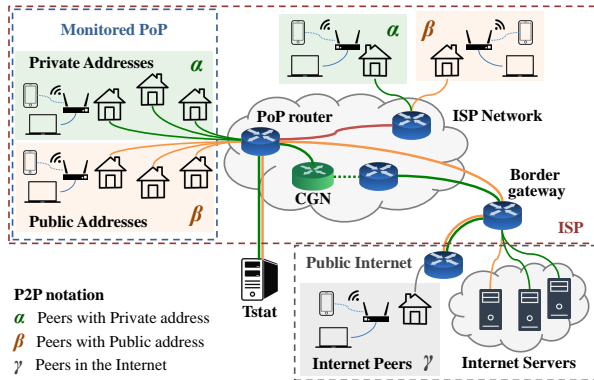 Monitored PoP
Private Addresses α
α
β
PoP router
ISP Network
CGN
Border
gateway
Public Addresses β
ISP
Public Internet
Tstat
P2P notation
α Peers with Private address
β Peers with Public address
γ Peers in the Internet
Internet Peers γ
Internet Servers